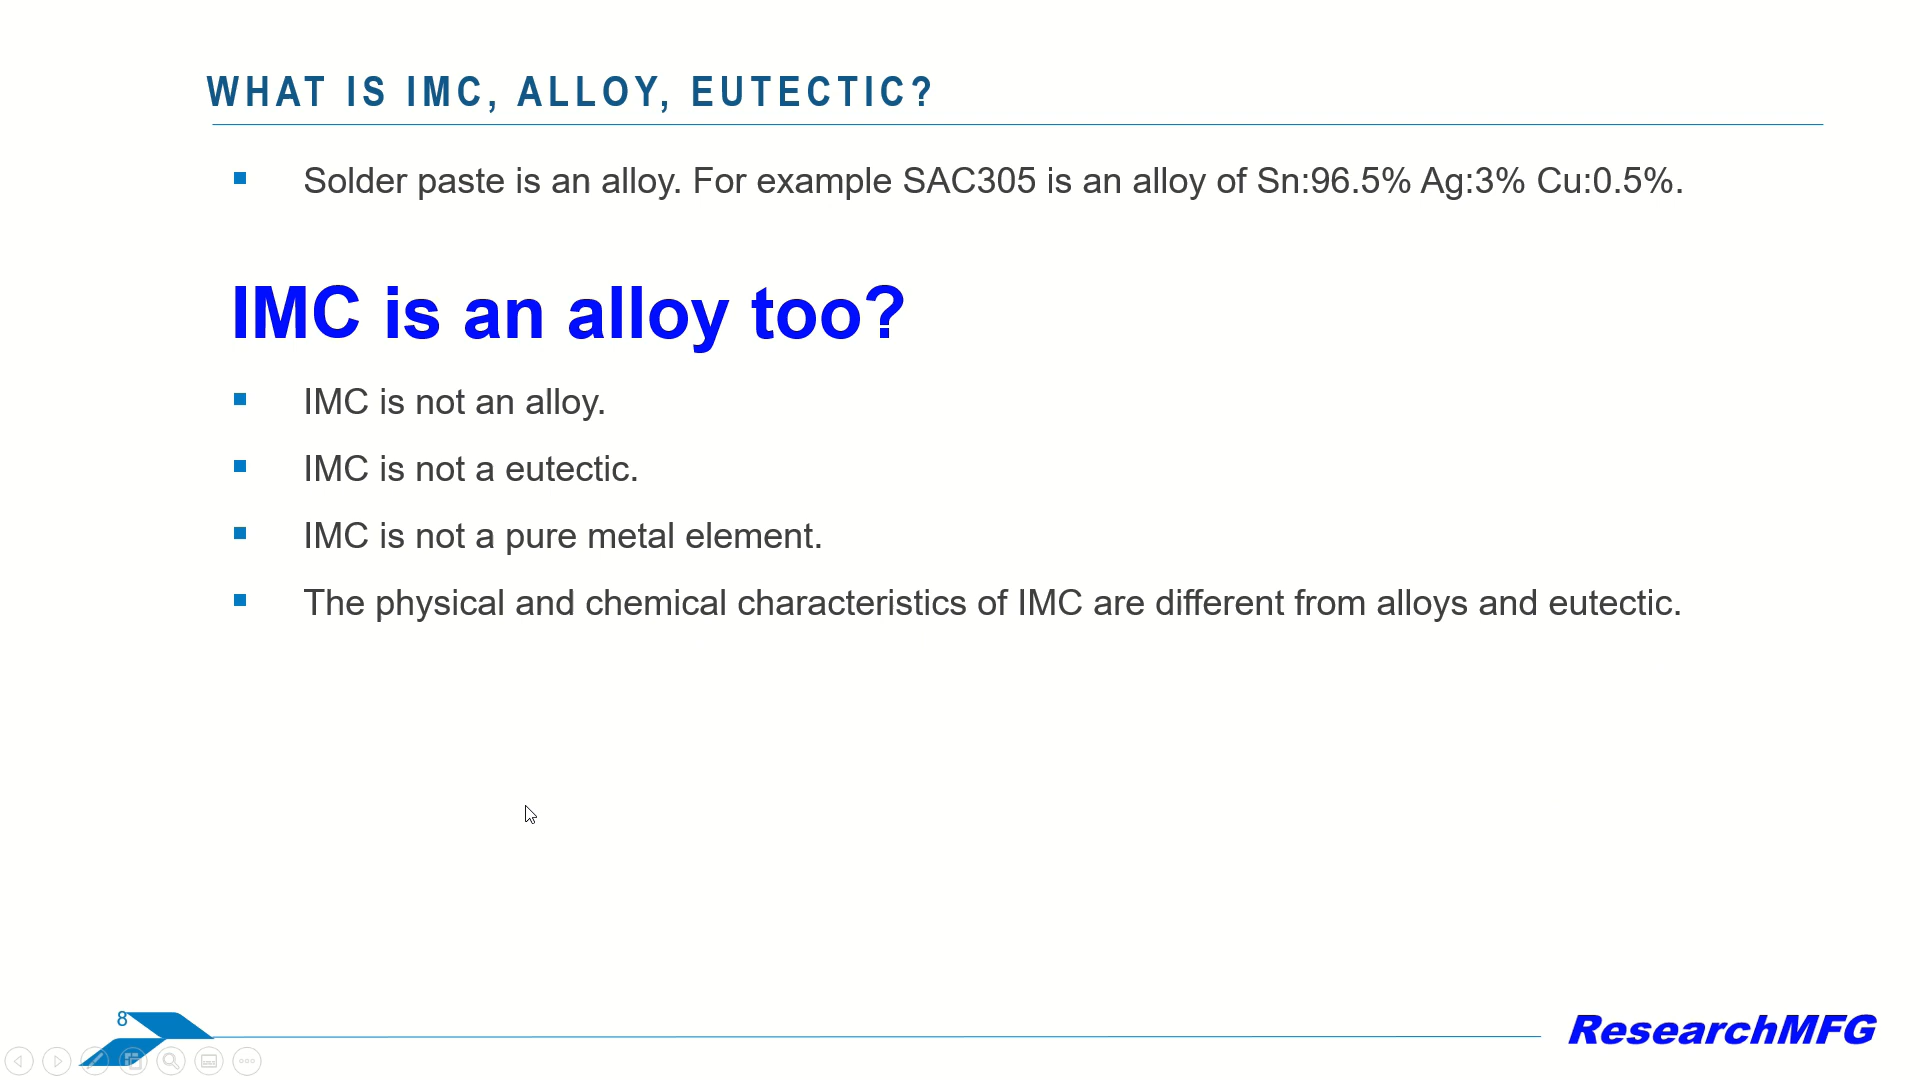 WHAT IS IMC, ALLOY, EUTECTIC?
Solder paste is an alloy. For example SAC305 is an alloy of Sn:96.5% Ag:3% Cu:0.5%.
IMC is an alloy too?
IMC is not an alloy.
IMC is not a eutectic.
IMC is not a pure metal element.
The physical and chemical characteristics of IMC are different from alloys and eutectic.
8
ResearchMFG